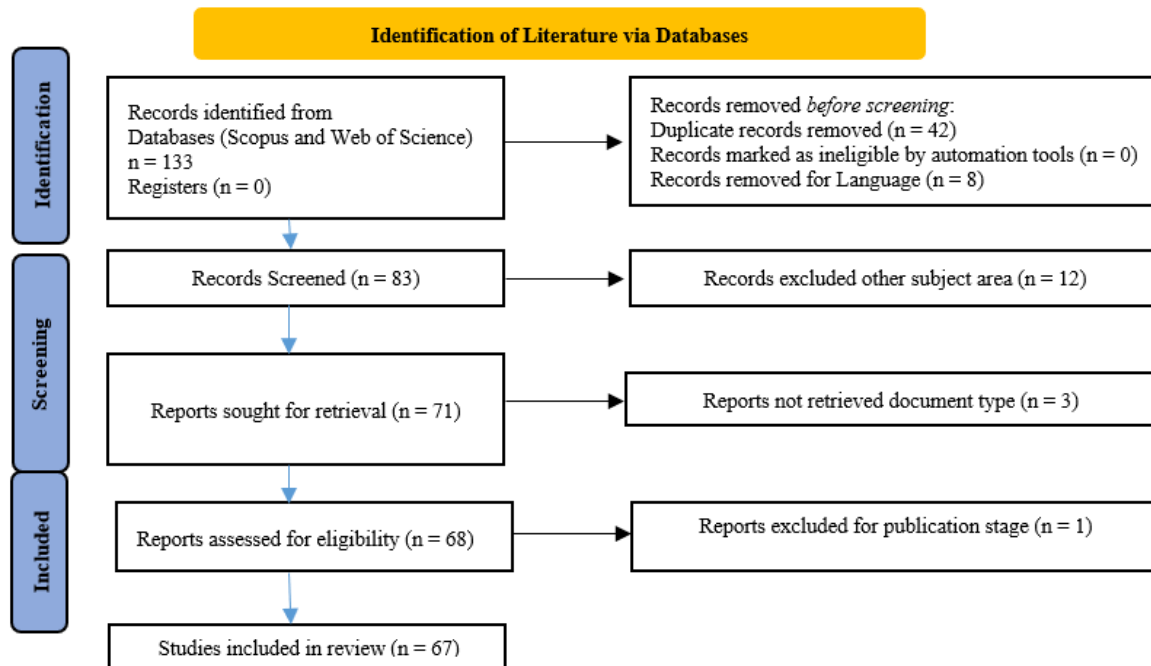 Identification of Literature via Databases
Identification
Records identified from
Databases (Scopus and Web of Science)
n = 133
Registers (n = 0)
Records removed before screening:
Duplicate records removed (n = 42)
Records marked as ineligible by automation tools (n = 0)
Records removed for Language (n = 8)
Screening
Records Screened (n = 83)
Records excluded other subject area (n = 12)
Reports sought for retrieval (n = 71)
Reports not retrieved document type (n = 3)
Included
Reports assessed for eligibility (n = 68)
Reports excluded for publication stage (n = 1)
Studies included in review (n = 67)